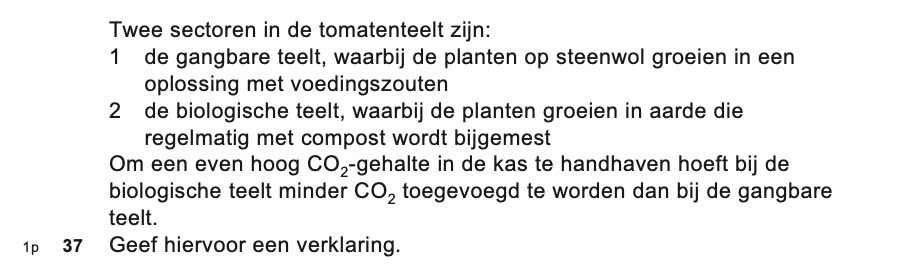 Twee sectoren in de tomatenteelt zijn:
1 de gangbare teelt, waarbij de planten op steenwol groeien in een
oplossing met voedingszouten
2 de biologische teelt, waarbij de planten groeien in aarde die
regelmatig met compost wordt bijgemest
Om een even hoog CO₂-gehalte in de kas te handhaven hoeft bij de
biologische teelt minder CO₂ toegevoegd te worden dan bij de gangbare
teelt.
1p 37 Geef hiervoor een verklaring.